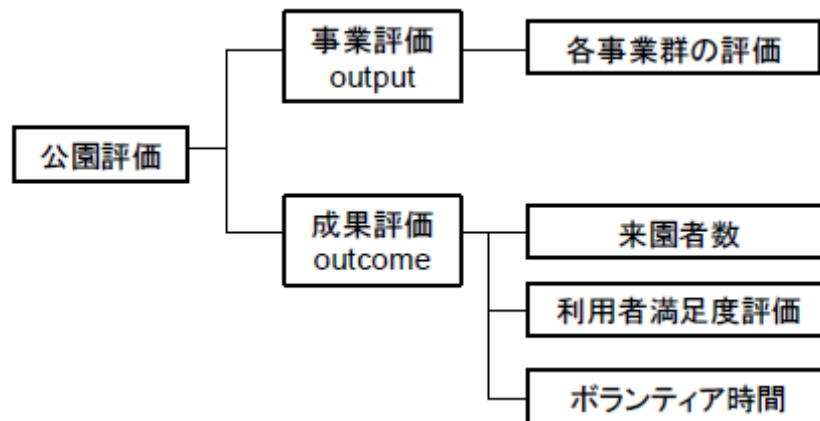 公園評価
事業評価
output
各事業群の評価
成果評価
outcome
来園者数
利用者満足度評価
ボランティア時間